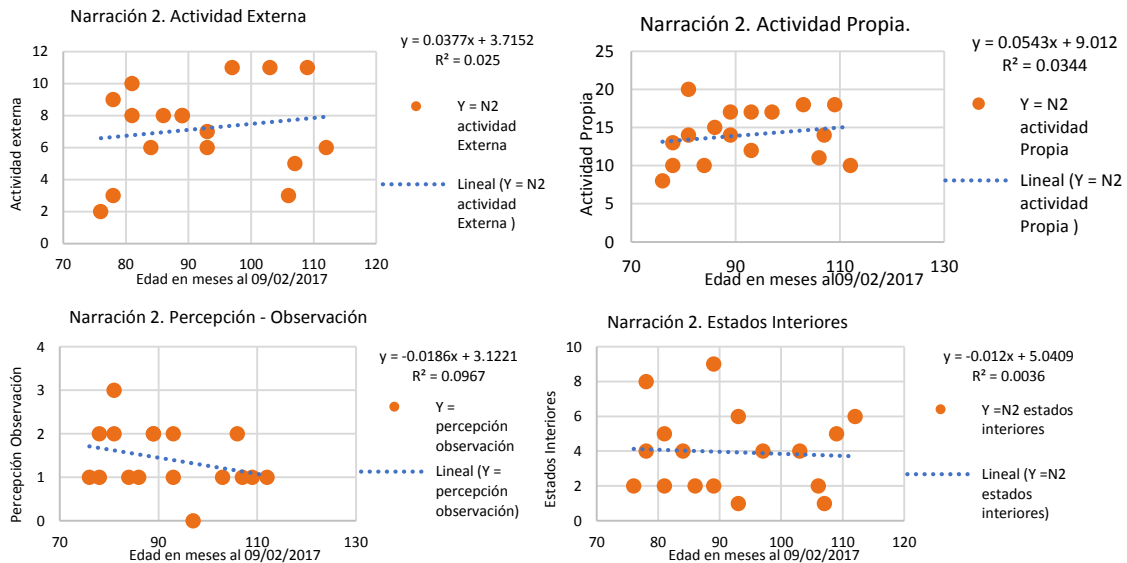 Narración 2. Actividad Externa
y = 0.0377x + 3.7152
R² = 0.025
12
10
8
6
4
2
0
Actividad externa
70
80
90
100
110
120
Edad en meses al 09/02/2017
Y = N2
actividad
Externa
Lineal (Y = N2
actividad
Externa )
Narración 2. Actividad Propia.
y = 0.0543x + 9.012
R² = 0.0344
25
20
15
10
5
0
Actividad Propia
70
90
110
130
Edad en meses al09/02/2017
Y = N2
actividad
Propia
Lineal (Y = N2
actividad
Propia )
Narración 2. Percepción - Observación
y = -0.0186x + 3.1221
R² = 0.0967
4
3
2
1
0
Percepción Observación
70
80
90
100
110
120
130
Edad en meses al 09/02/2017
Y =
percepción
observación
Lineal (Y =
percepción
observación)
Narración 2. Estados Interiores
y = -0.012x + 5.0409
R² = 0.0036
10
8
6
4
2
0
Estados Interiores
70
80
90
100
110
120
Edad en meses al 09/02/2017
Y =N2 estados
interiores
Lineal (Y =N2
estados
interiores)